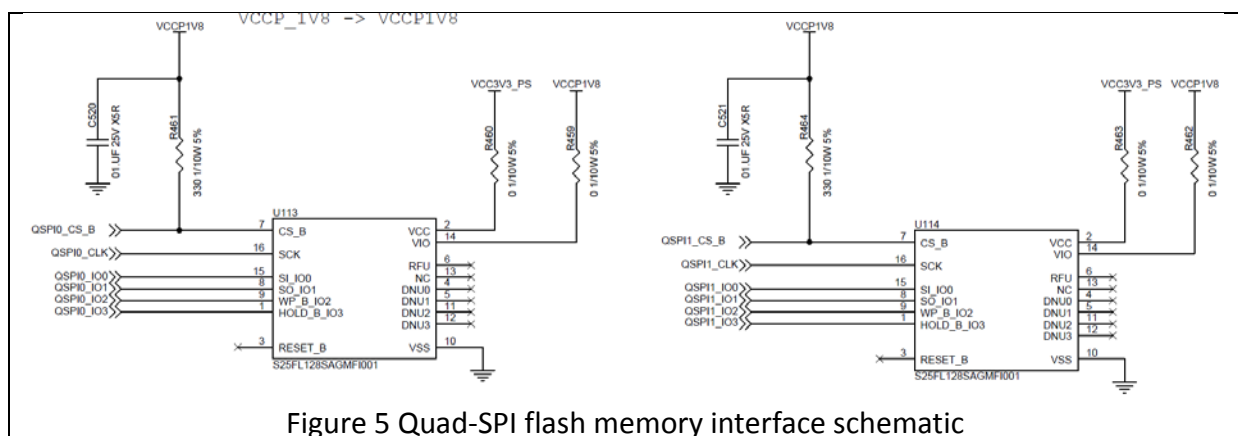 VCCP_1V8 -> VCCP1V8
VCCP1V8
C520
01.UF 25V X5R
R461
330 1/10W 5%
VCC3V3_PS
VCCP1V8
R460
0 1/10W 5%
R459
0 1/10W 5%
U113
QSPI0_CS_B
7 CS_B
VCC 2
VIO 14
QSPI0_CLK
16 SCK
RFU 6
NC 13
QSPI0_IO0
15 SI_IO0
DNU0 4
QSPI0_IO1
8 SO_IO1
DNU1 5
QSPI0_IO2
9 WP_B_IO2
DNU2 11
QSPI0_IO3
1 HOLD_B_IO3
DNU3 12
3 RESET_B
VSS 10
S25FL128SAGMFI001
VCCP1V8
C521
01.UF 25V X5R
R464
330 1/10W 5%
VCC3V3_PS
VCCP1V8
R463
0 1/10W 5%
R462
0 1/10W 5%
U114
QSPI1_CS_B
7 CS_B
VCC 2
VIO 14
QSPI1_CLK
16 SCK
RFU 6
NC 13
QSPI1_IO0
15 SI_IO0
DNU0 4
QSPI1_IO1
8 SO_IO1
DNU1 5
QSPI1_IO2
9 WP_B_IO2
DNU2 11
QSPI1_IO3
1 HOLD_B_IO3
DNU3 12
3 RESET_B
VSS 10
S25FL128SAGMFI001
Figure 5 Quad-SPI flash memory interface schematic